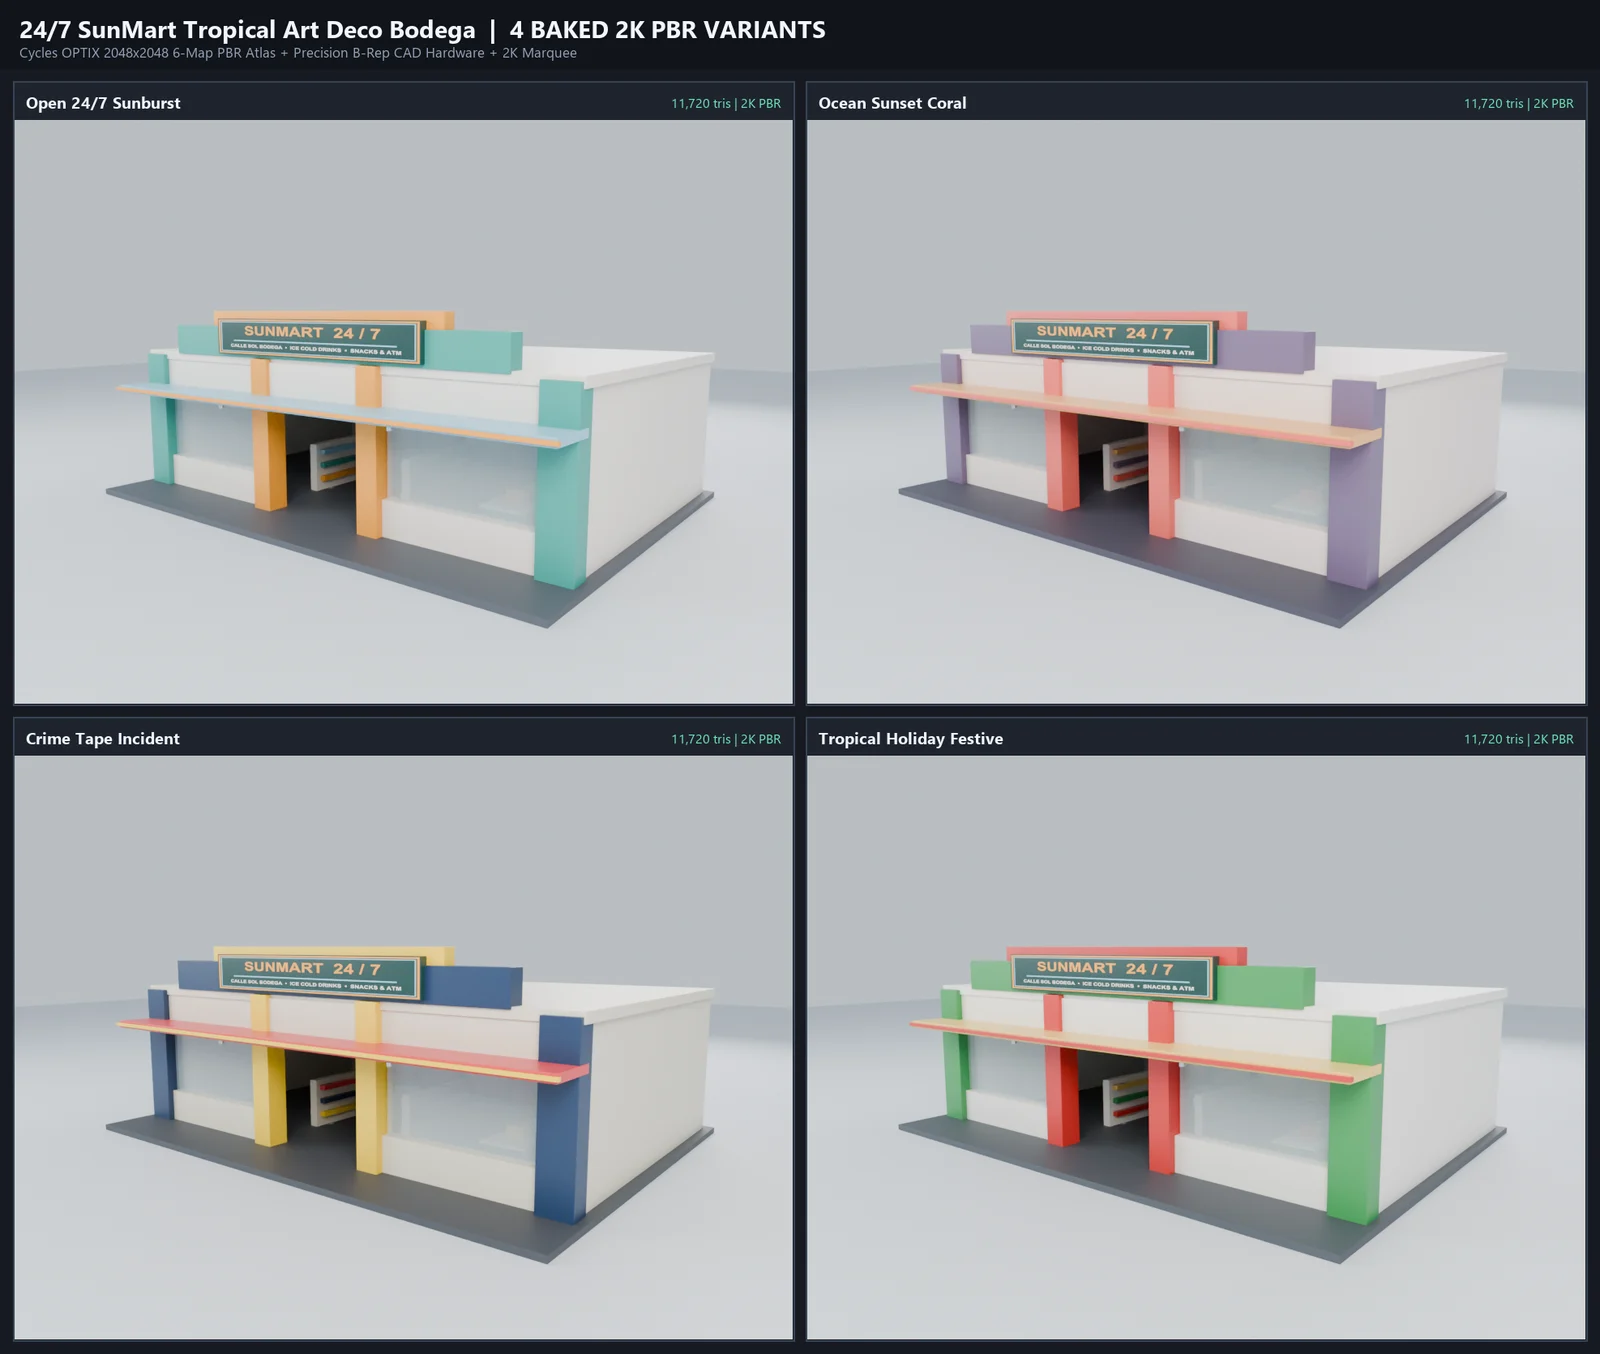 24/7 SunMart Tropical Art Deco Bodega | 4 BAKED 2K PBR VARIANTS
Cycles OPTIX 2048x2048 6-Map PBR Atlas + Precision B-Rep CAD Hardware + 2K Marquee
Open 24/7 Sunburst
11,720 tris | 2K PBR
SUNMART 24 / 7
CALLE SOL BODEGA • ICE COLD DRINKS • SNACKS & ATM
Ocean Sunset Coral
11,720 tris | 2K PBR
SUNMART 24 / 7
CALLE SOL BODEGA • ICE COLD DRINKS • SNACKS & ATM
Crime Tape Incident
11,720 tris | 2K PBR
SUNMART 24 / 7
CALLE SOL BODEGA • ICE COLD DRINKS • SNACKS & ATM
Tropical Holiday Festive
11,720 tris | 2K PBR
SUNMART 24 / 7
CALLE SOL BODEGA • ICE COLD DRINKS • SNACKS & ATM